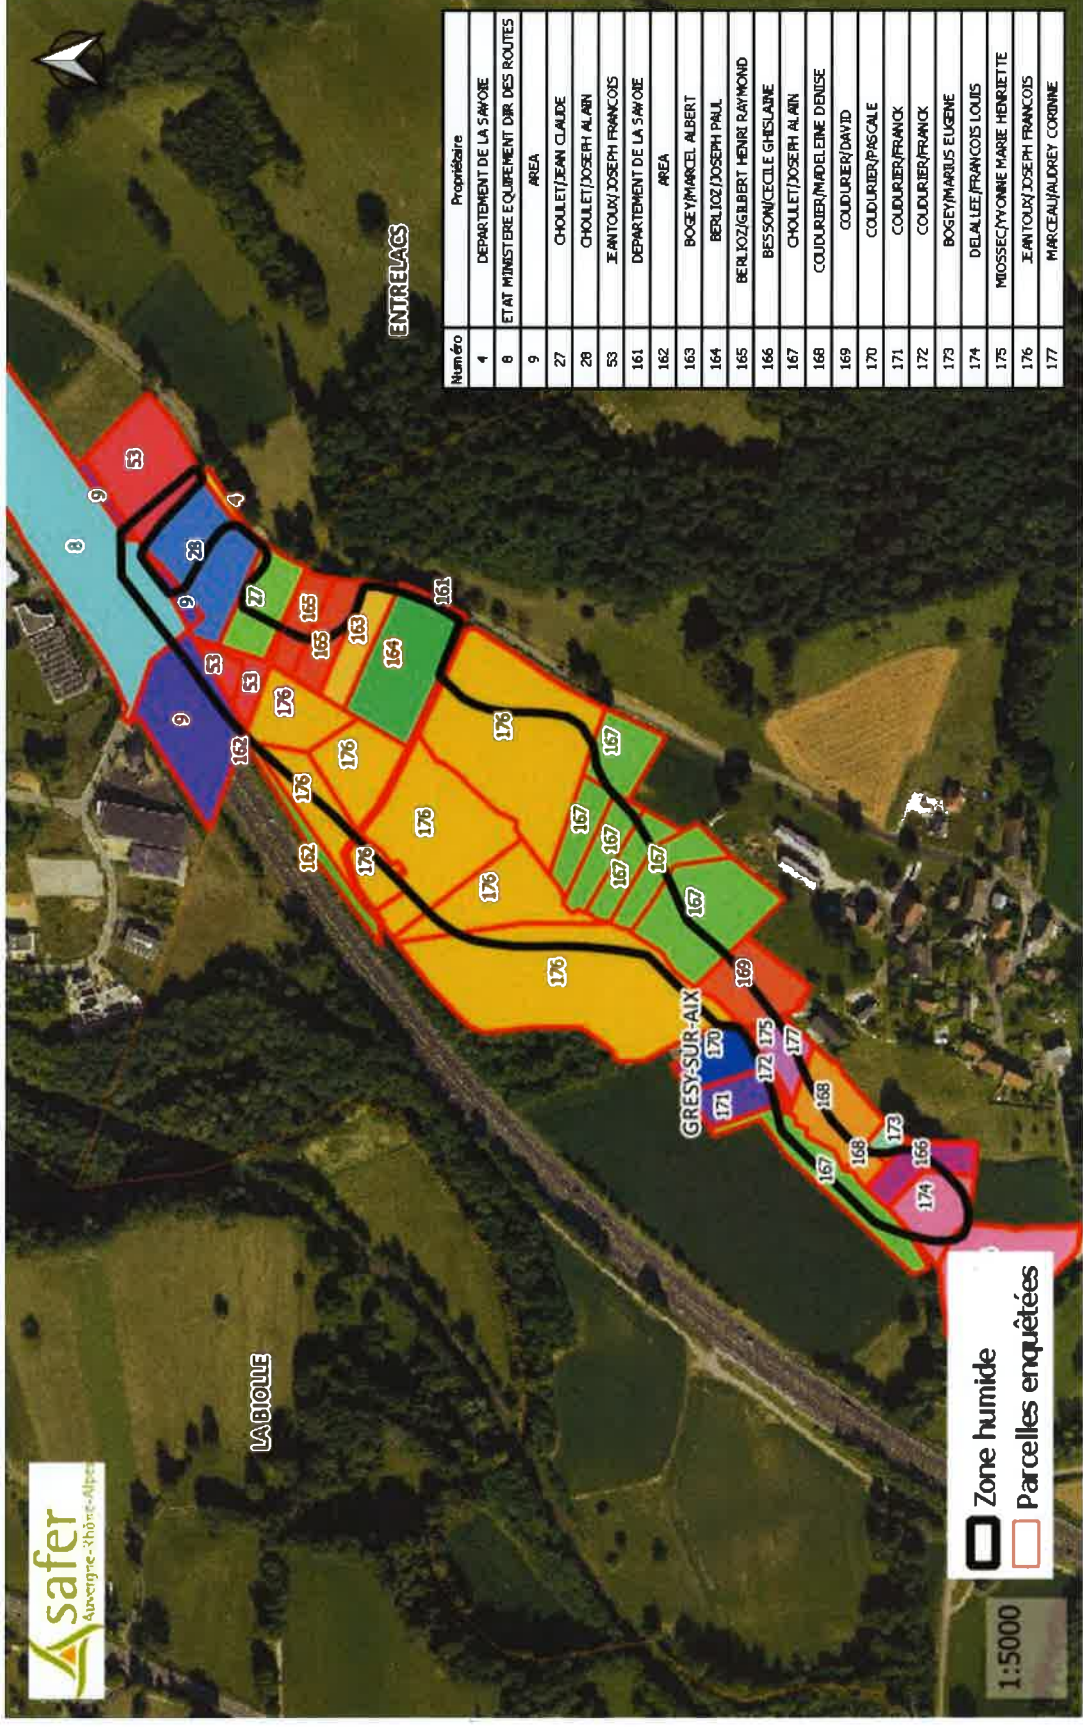 safer
Auvergne-Rhône-Alpes
LA BIOLLE
ENTRELACS
GRESY-SUR-AIX
8
9
53
9
28
4
53
53
27
9
162
165
165
163
161
164
176
176
176
162
176
176
176
176
176
167
167
167
167
167
167
169
170
171
172
175
177
168
168
167
173
166
174
Numéro Propriétaire
4 DEPARTEMENT DE LA SAVOIE
8 ETAT MINISTERE EQUIPEMENT DIR DES ROUTES
9 AREA
27 CHOULET/JEAN CLAUDE
28 CHOULET/JOSEPH ALAIN
53 JEANTOUX/JOSEPH FRANCOIS
161 DEPARTEMENT DE LA SAVOIE
162 AREA
163 BOGEY/MARCEL ALBERT
164 BERLIOZ/JOSEPH PAUL
165 BERLIOZ/GILBERT HENRI RAYMOND
166 BESSON/CECILE GHISLAINE
167 CHOULET/JOSEPH ALAIN
168 COUDURIER/MADELEINE DENISE
169 COUDURIER/DAVID
170 COUDURIER/PASCALE
171 COUDURIER/FRANCK
172 COUDURIER/FRANCK
173 BOGEY/MARIUS EUGENE
174 DELALLEE/FRANCOIS LOUIS
175 MIOSSEC/YVONNE MARIE HENRIETTE
176 JEANTOUX/JOSEPH FRANCOIS
177 MARCEAU/AUDREY CORINNE
1:5000
Zone humide
Parcelles enquêtées